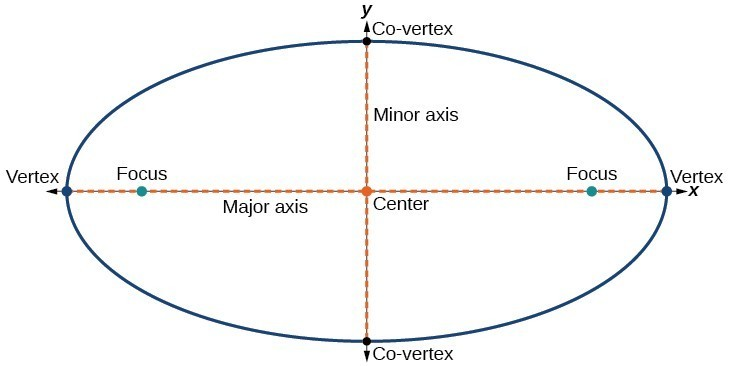 y
Co-vertex
Minor axis
Vertex
Focus
Focus
Vertex
x
Major axis
Center
Co-vertex